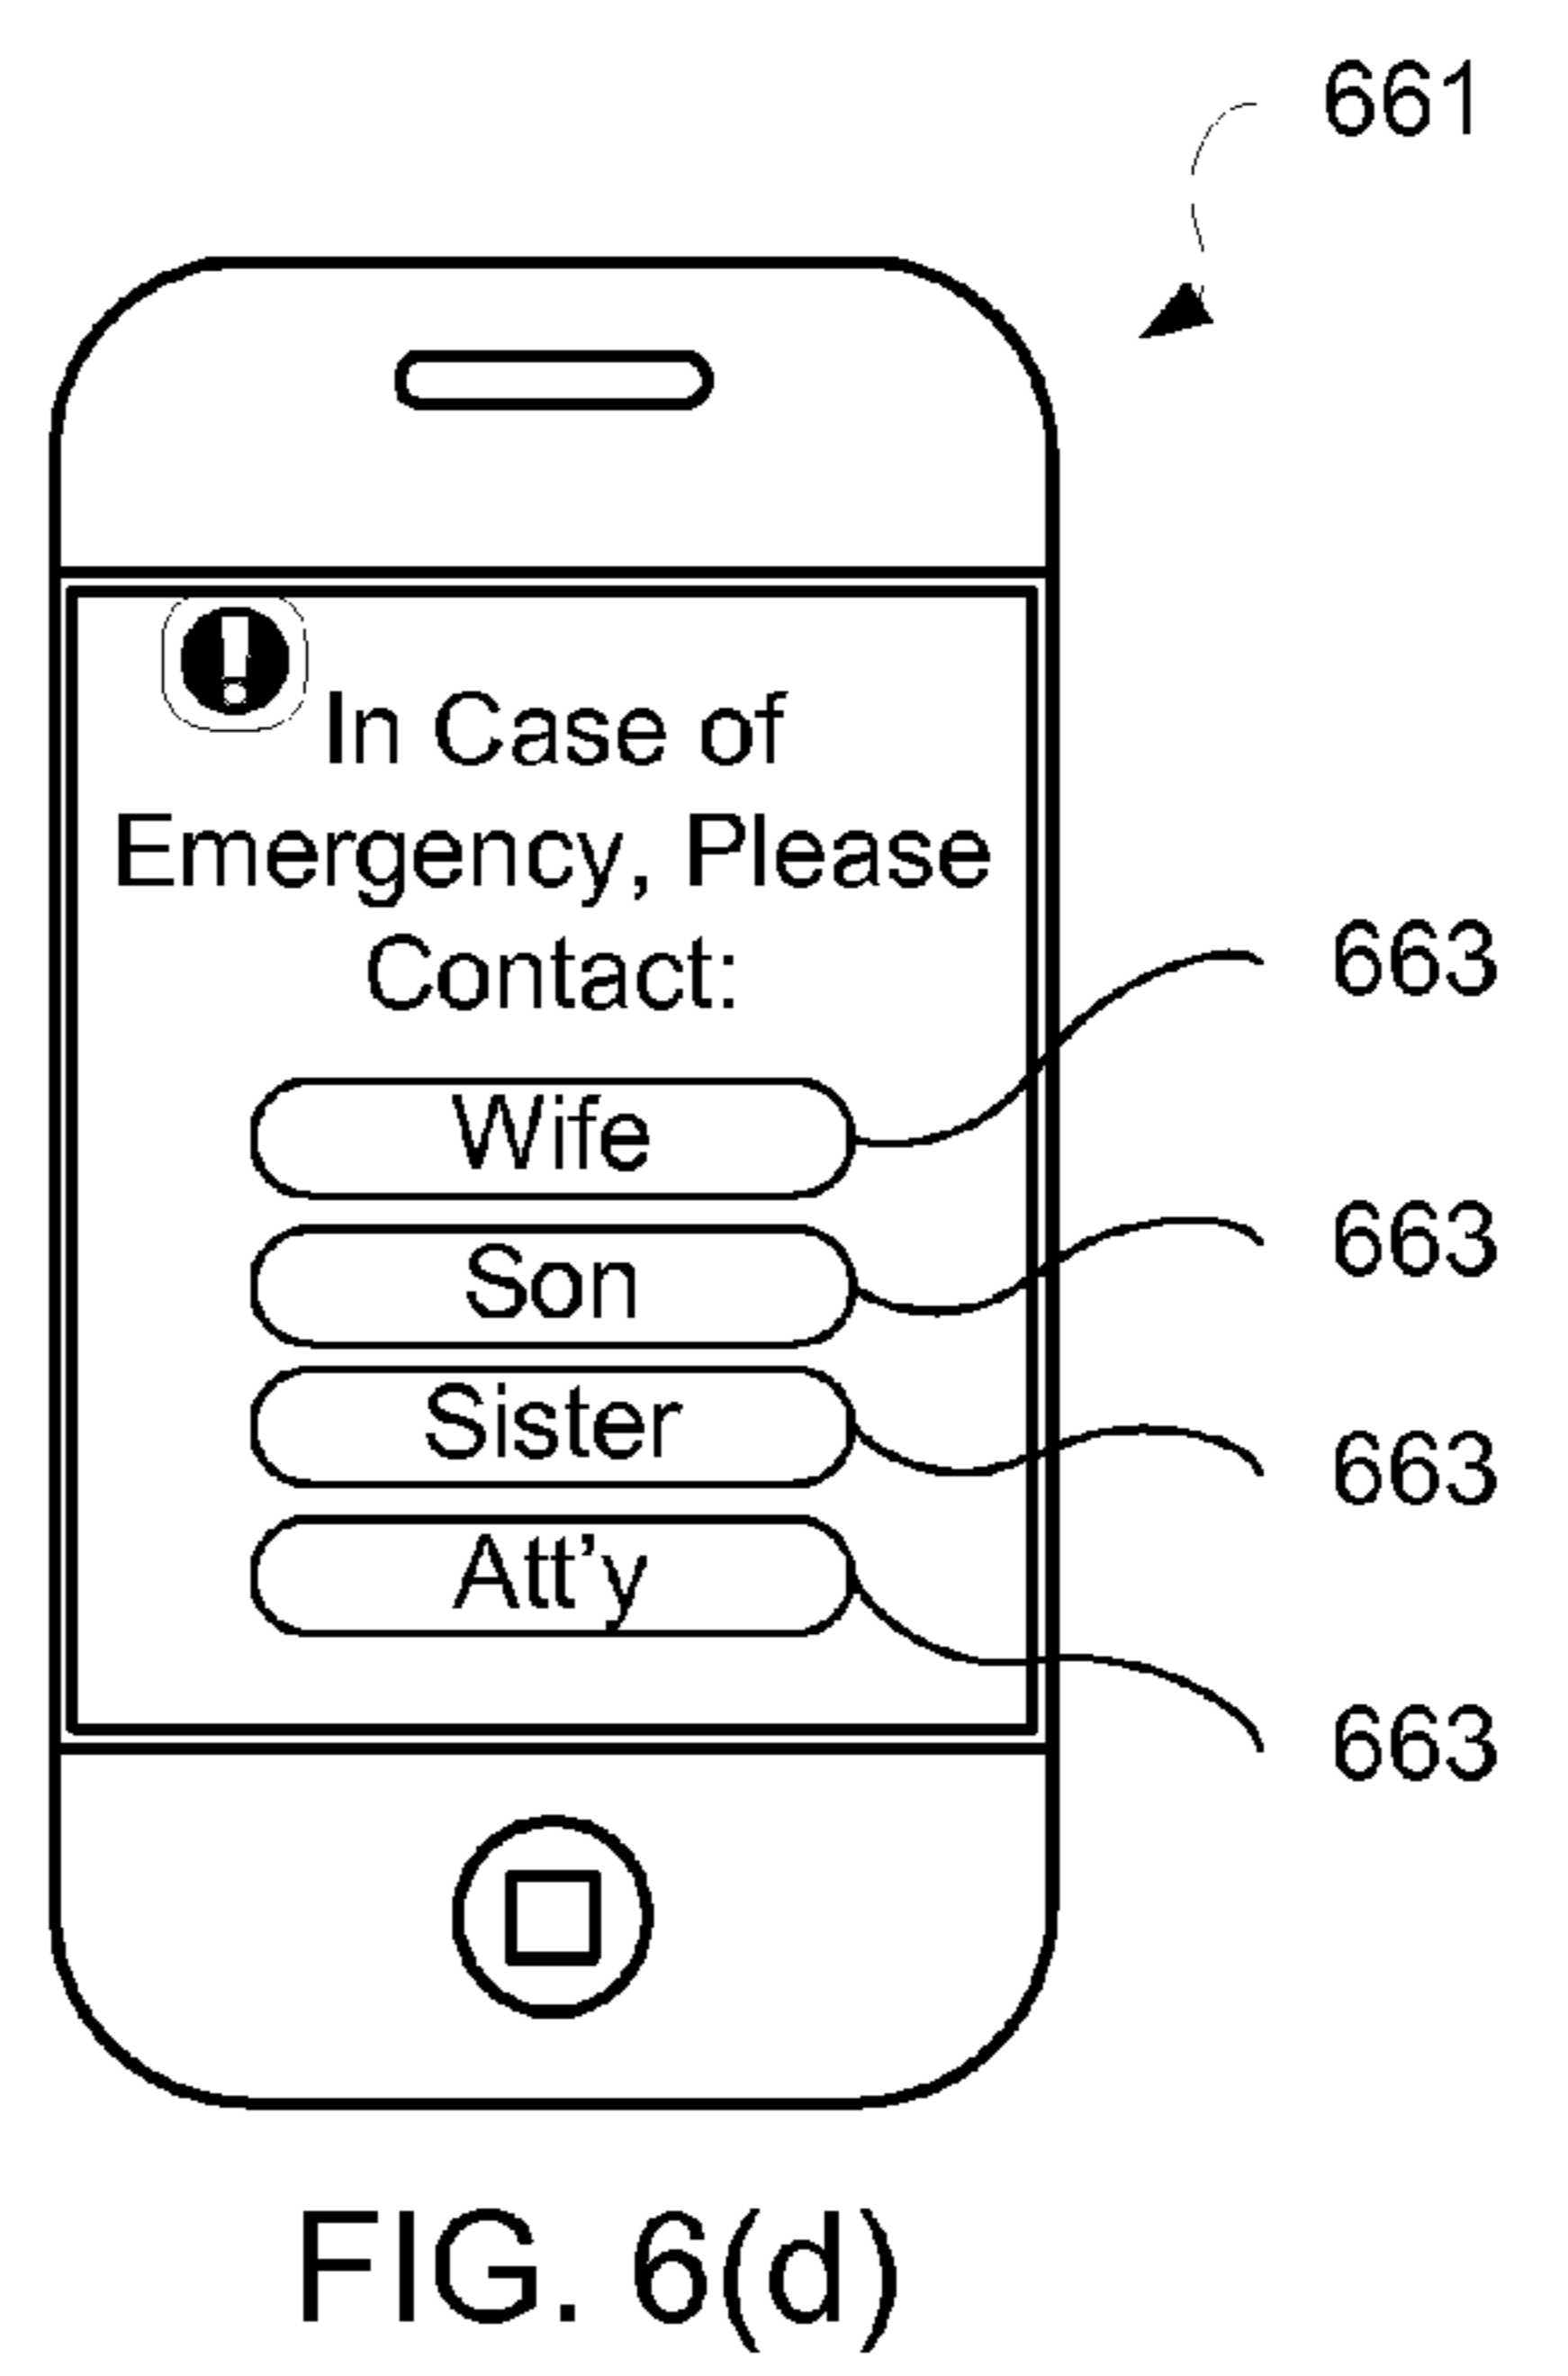 661
In Case of
Emergency, Please
Contact:
663
Wife
663
Son
Sister
663
Att’y
663
FIG. 6(d)